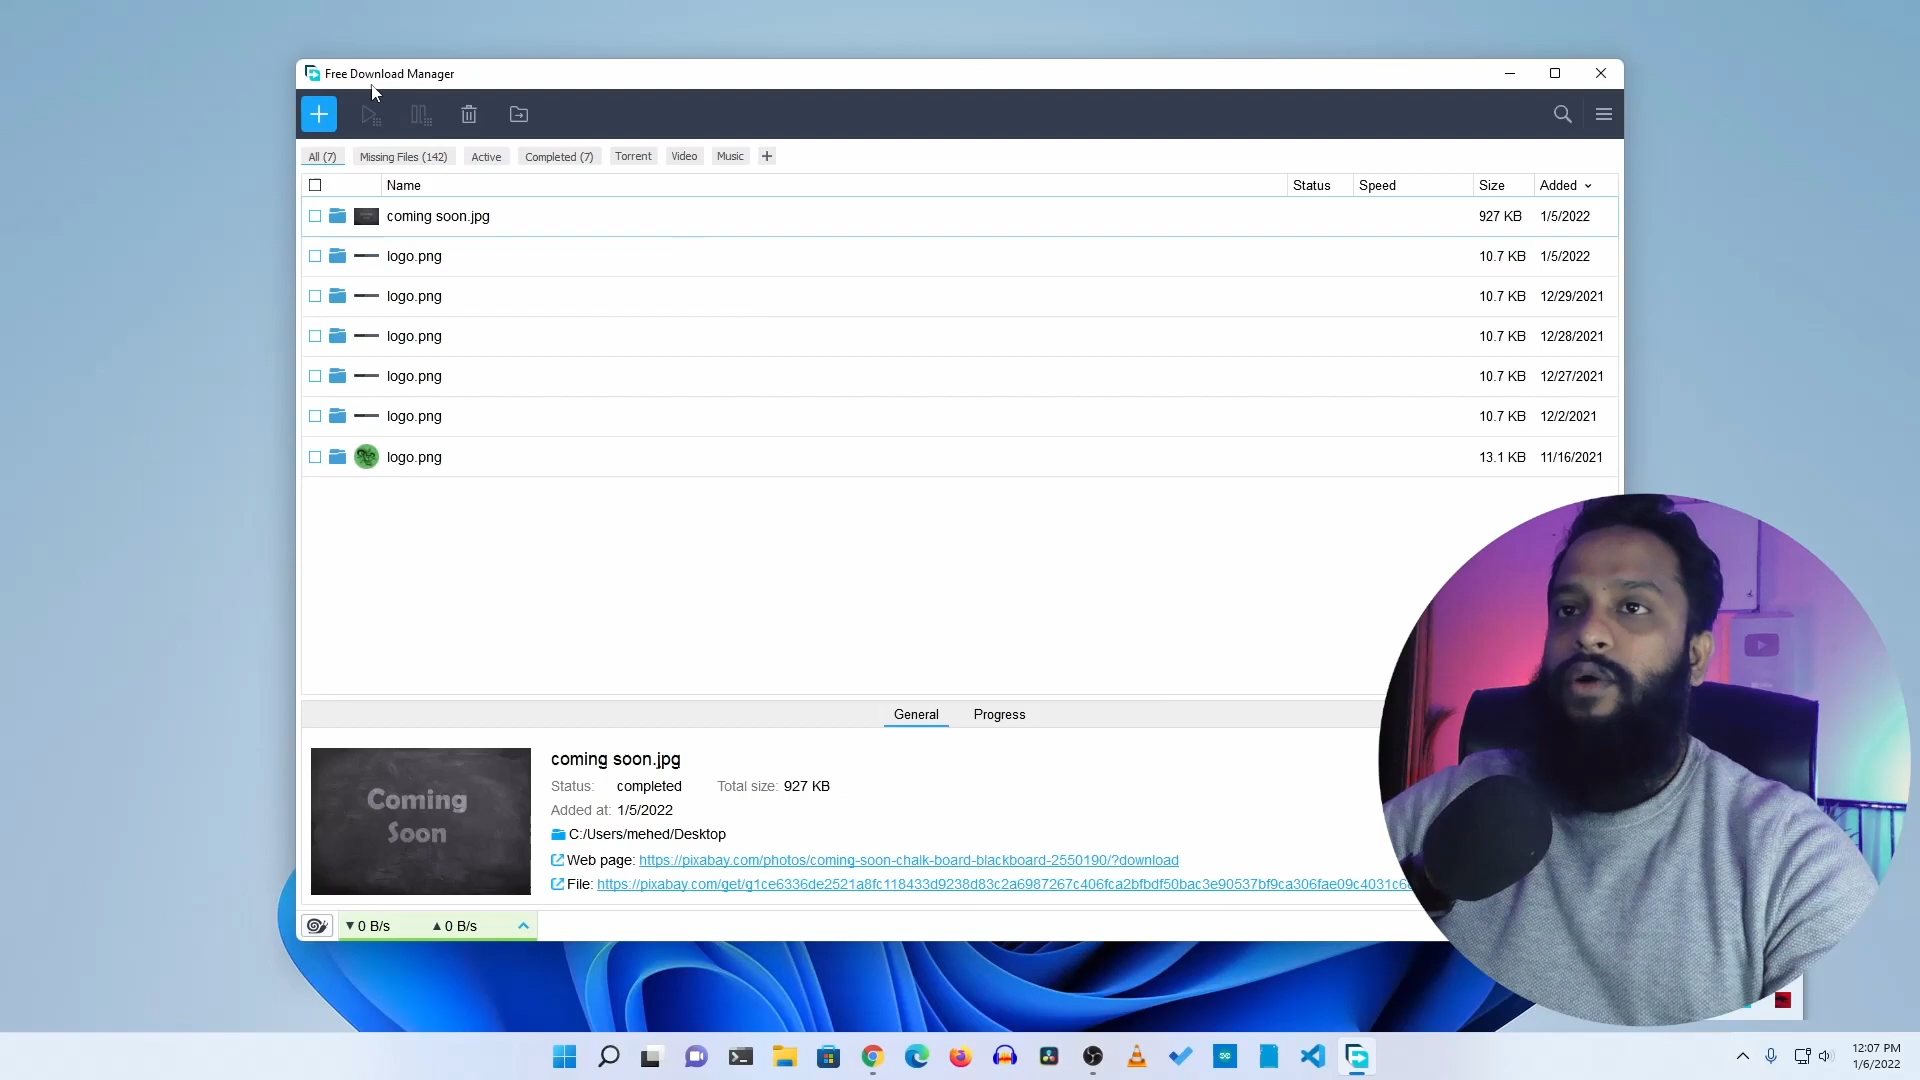 Free Download Manager
All (7) Missing Files (142) Active Completed (7) Torrent Video Music
Name Status Speed Size Added
coming soon.jpg 927 KB 1/5/2022
logo.png 10.7 KB 1/5/2022
logo.png 10.7 KB 12/29/2021
logo.png 10.7 KB 12/28/2021
logo.png 10.7 KB 12/27/2021
logo.png 10.7 KB 12/2/2021
logo.png 13.1 KB 11/16/2021
General Progress
Coming
Soon
coming soon.jpg
Status: completed Total size: 927 KB
Added at: 1/5/2022
C:/Users/mehed/Desktop
Web page: https://pixabay.com/photos/coming-soon-chalk-board-blackboard-2550190/?download
File: https://pixabay.com/get/g1ce6336de2521a8fc118433d9238d83c2a6987267c406fca2bfbdf50bac3e90537bf9ca306fae09c4031c6
▼0 B/s ▲0 B/s
12:07 PM
1/6/2022